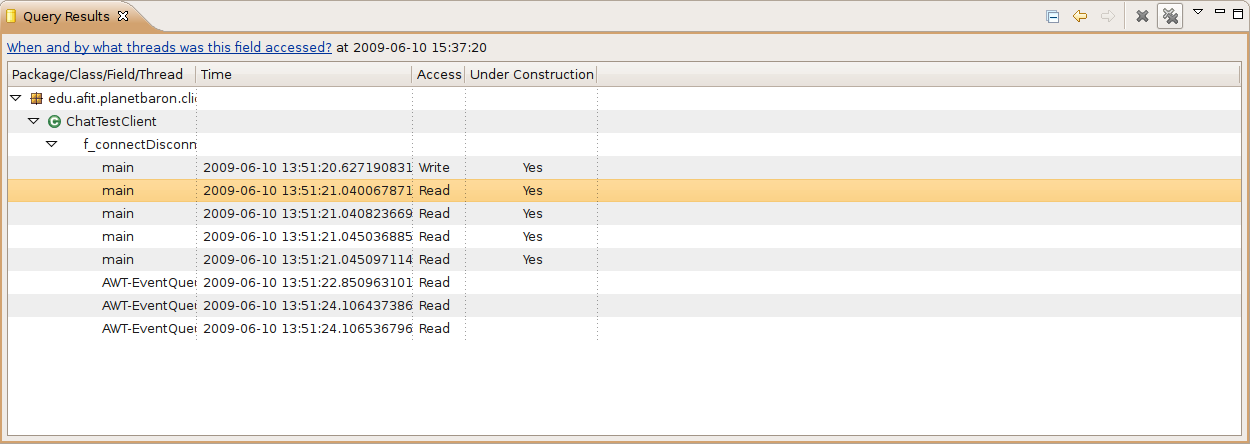 Query Results
When and by what threads was this field accessed? at 2009-06-10 15:37:20
Package/Class/Field/Thread Time Access Under Construction
edu.afit.planetbaron.cli
ChatTestClient
f_connectDisconn
main 2009-06-10 13:51:20.627190831 Write Yes
main 2009-06-10 13:51:21.040067871 Read Yes
main 2009-06-10 13:51:21.040823669 Read Yes
main 2009-06-10 13:51:21.045036885 Read Yes
main 2009-06-10 13:51:21.045097114 Read Yes
AWT-EventQueu 2009-06-10 13:51:22.850963101 Read
AWT-EventQueu 2009-06-10 13:51:24.106437386 Read
AWT-EventQueu 2009-06-10 13:51:24.106536796 Read